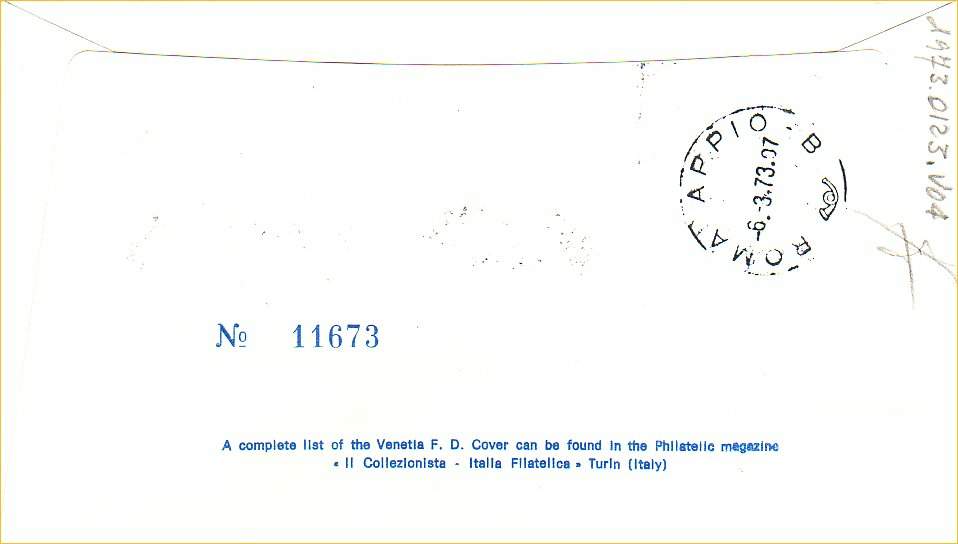 1973.0123.V04
ROMA APPIO - B
-6.-3.73.07
№ 11673
A complete list of the Venetia F. D. Cover can be found in the Philatelic magazine
« Il Collezionista - Italia Filatelica » Turin (Italy)